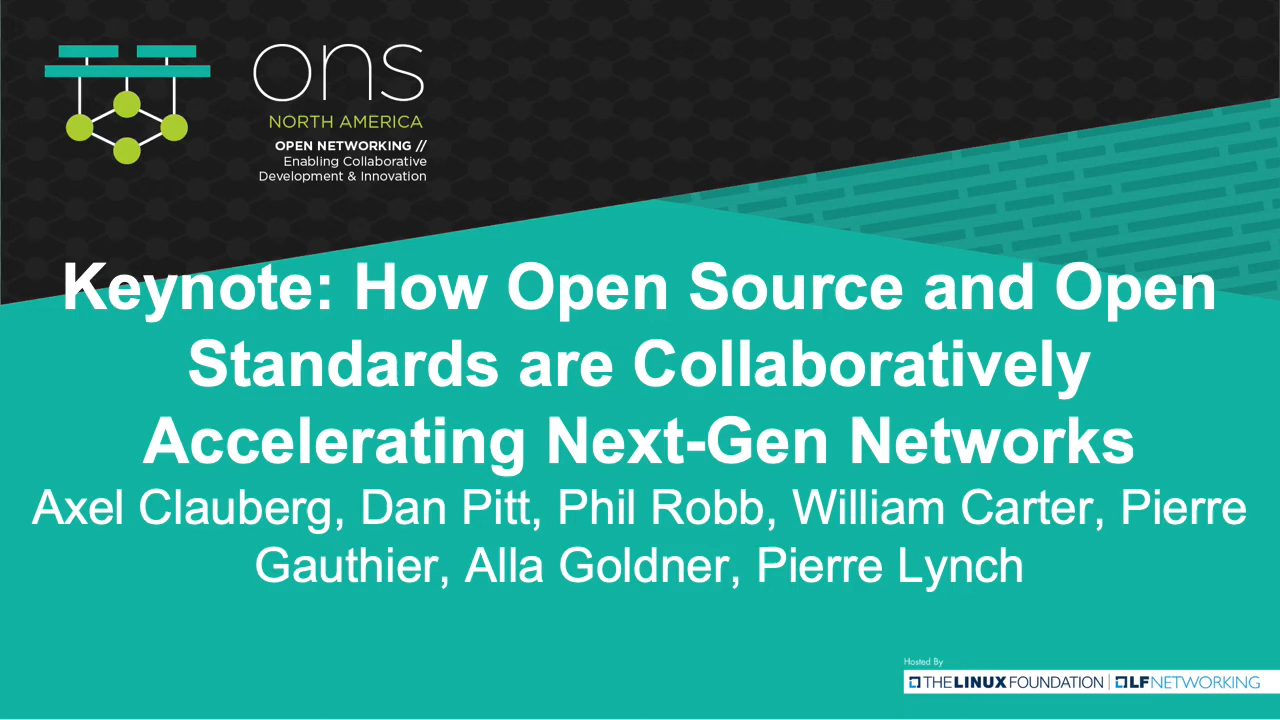 ons
NORTH AMERICA
OPEN NETWORKING //
Enabling Collaborative
Development & Innovation
Keynote: How Open Source and Open
Standards are Collaboratively
Accelerating Next-Gen Networks
Axel Clauberg, Dan Pitt, Phil Robb, William Carter, Pierre
Gauthier, Alla Goldner, Pierre Lynch
Hosted By
THE LINUX FOUNDATION | LF NETWORKING